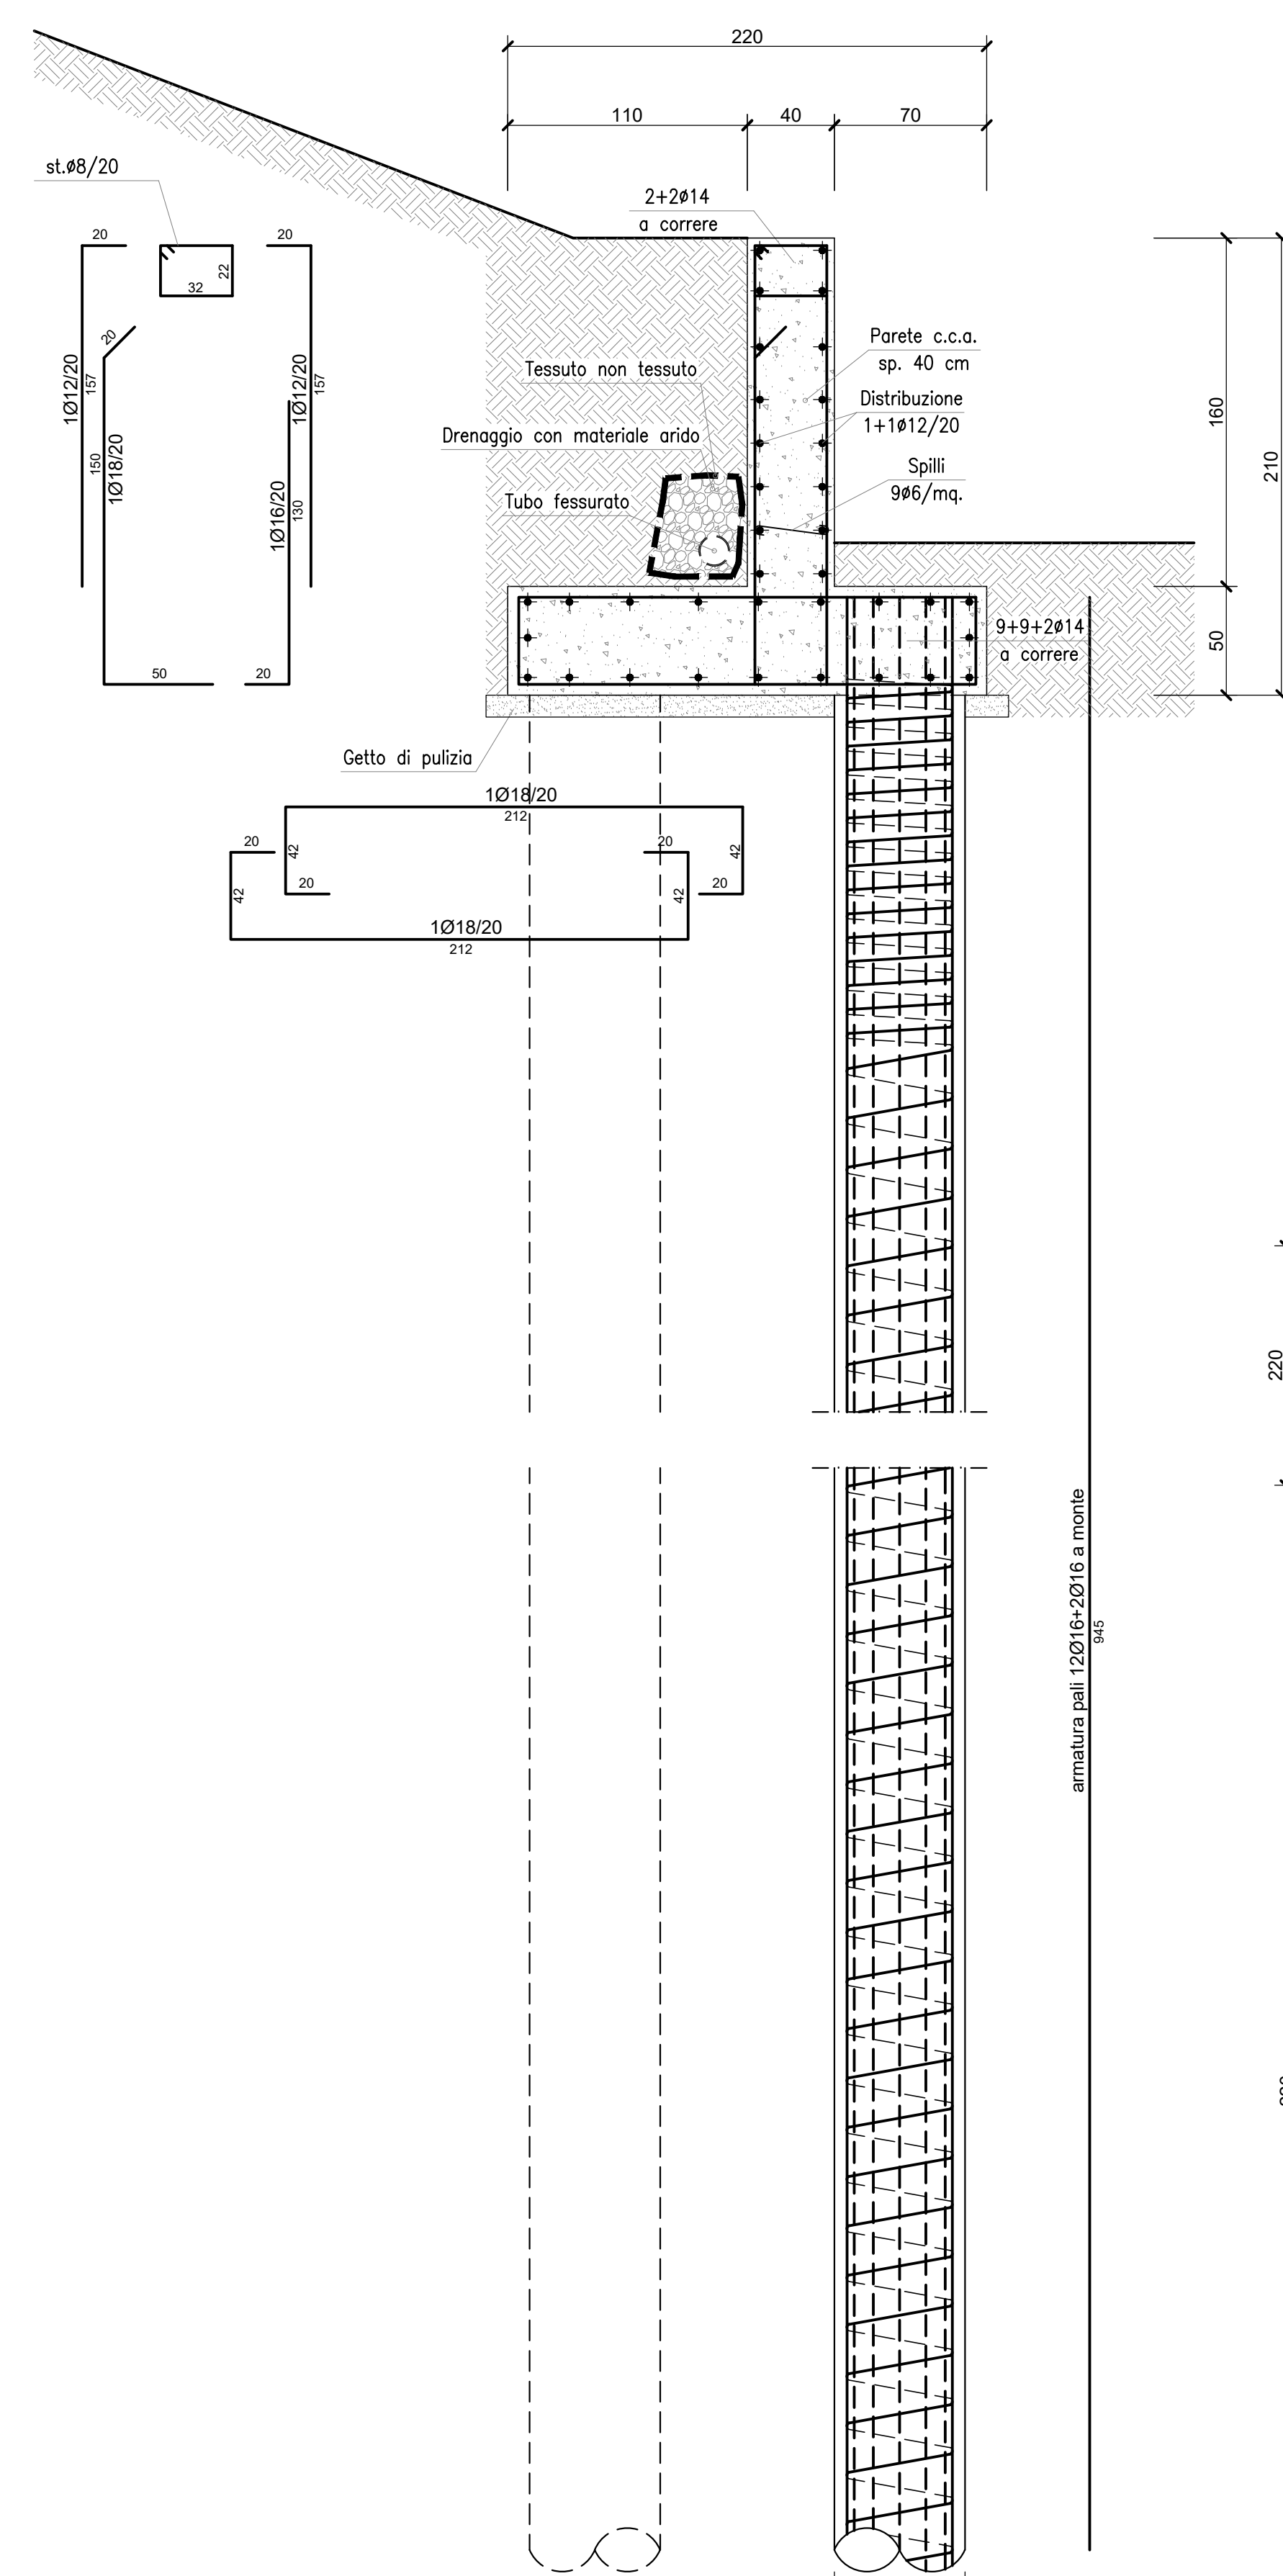 220
110
40
70
st.ø8/20
2+2ø14
a correre
20
20
22
32
20
1Ø12/20
157
1Ø12/20
157
Parete c.c.a.
sp. 40 cm
Tessuto non tessuto
Distribuzione
1+1ø12/20
160
210
Drenaggio con materiale arido
150
1Ø18/20
Spilli
9ø6/mq.
Tubo fessurato
1Ø16/20
130
9+9+2ø14
a correre
50
50
20
Getto di pulizia
1Ø18/20
212
20
42
20
42
42
20
42
20
1Ø18/20
212
220
armatura pali 12Ø16+2Ø16 a monte
945